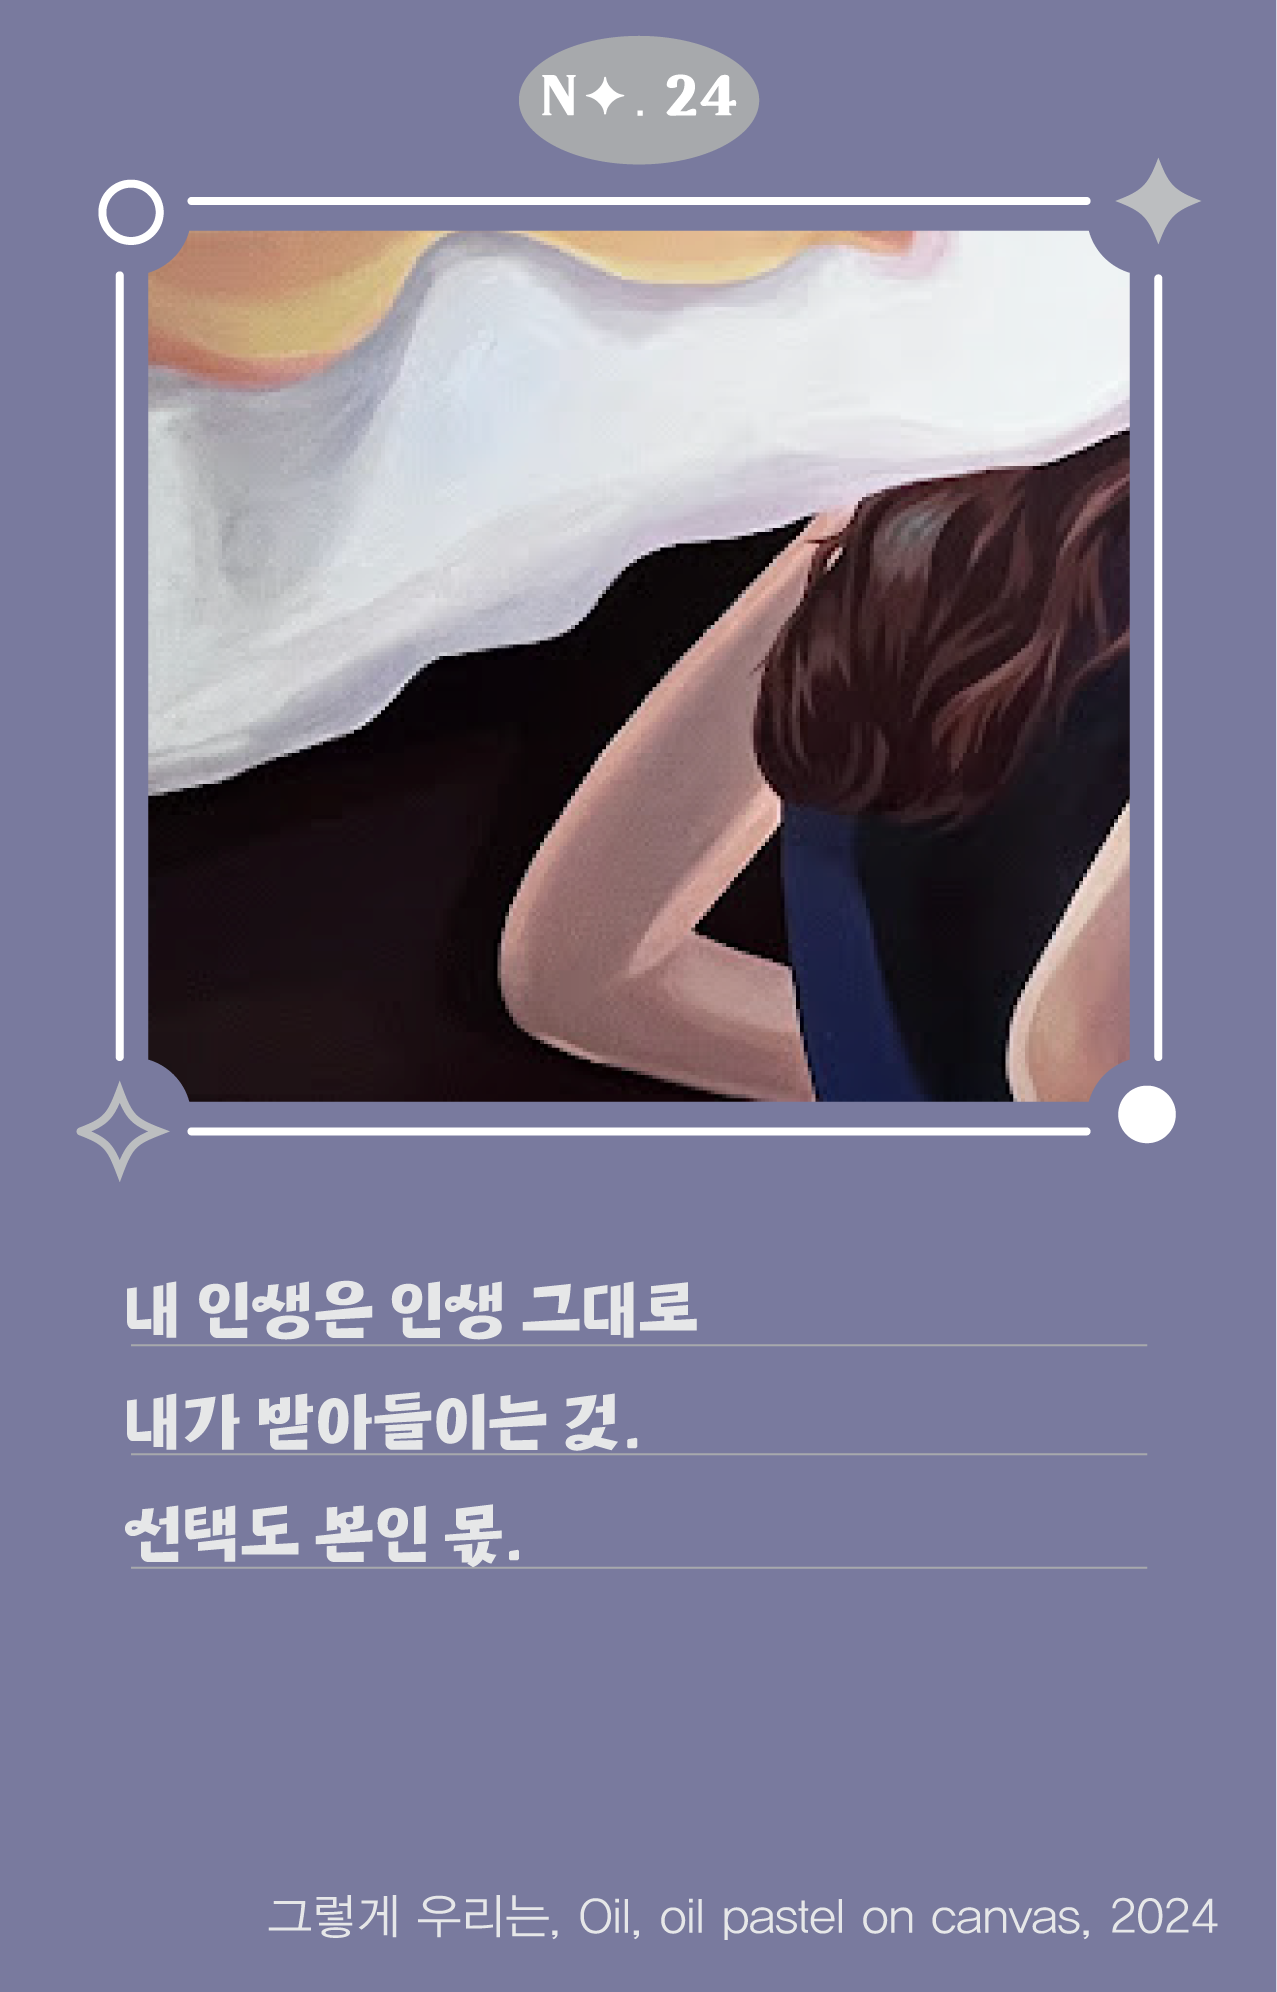 N✦. 24
내 인생은 인생 그대로
내가 받아들이는 것.
선택도 본인 몫.
그렇게 우리는, Oil, oil pastel on canvas, 2024